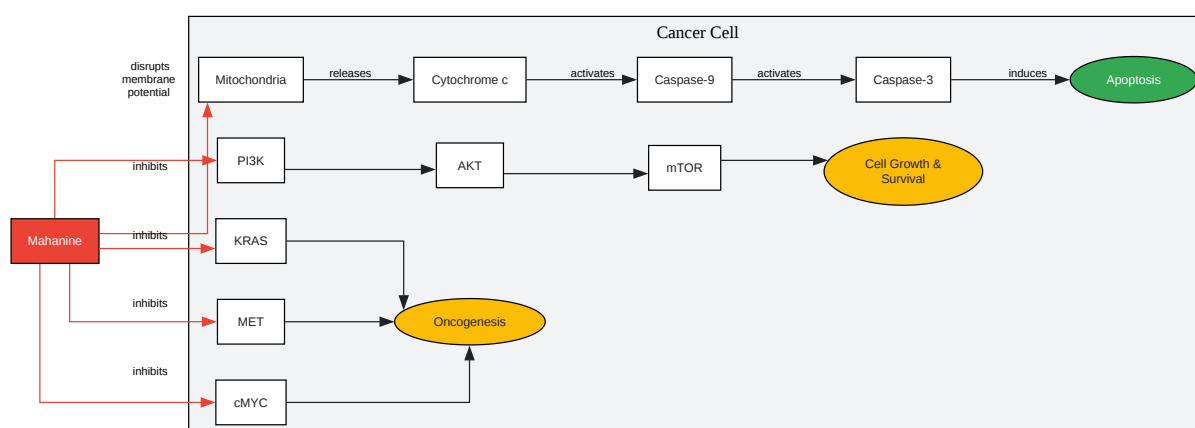 Cancer Cell
disrupts
membrane
potential
Mitochondria
releases
Cytochrome c
activates
Caspase-9
activates
Caspase-3
induces
Apoptosis
inhibits
PI3K
AKT
mTOR
Cell Growth &
Survival
Mahanine
inhibits
KRAS
inhibits
MET
Oncogenesis
inhibits
cMYC